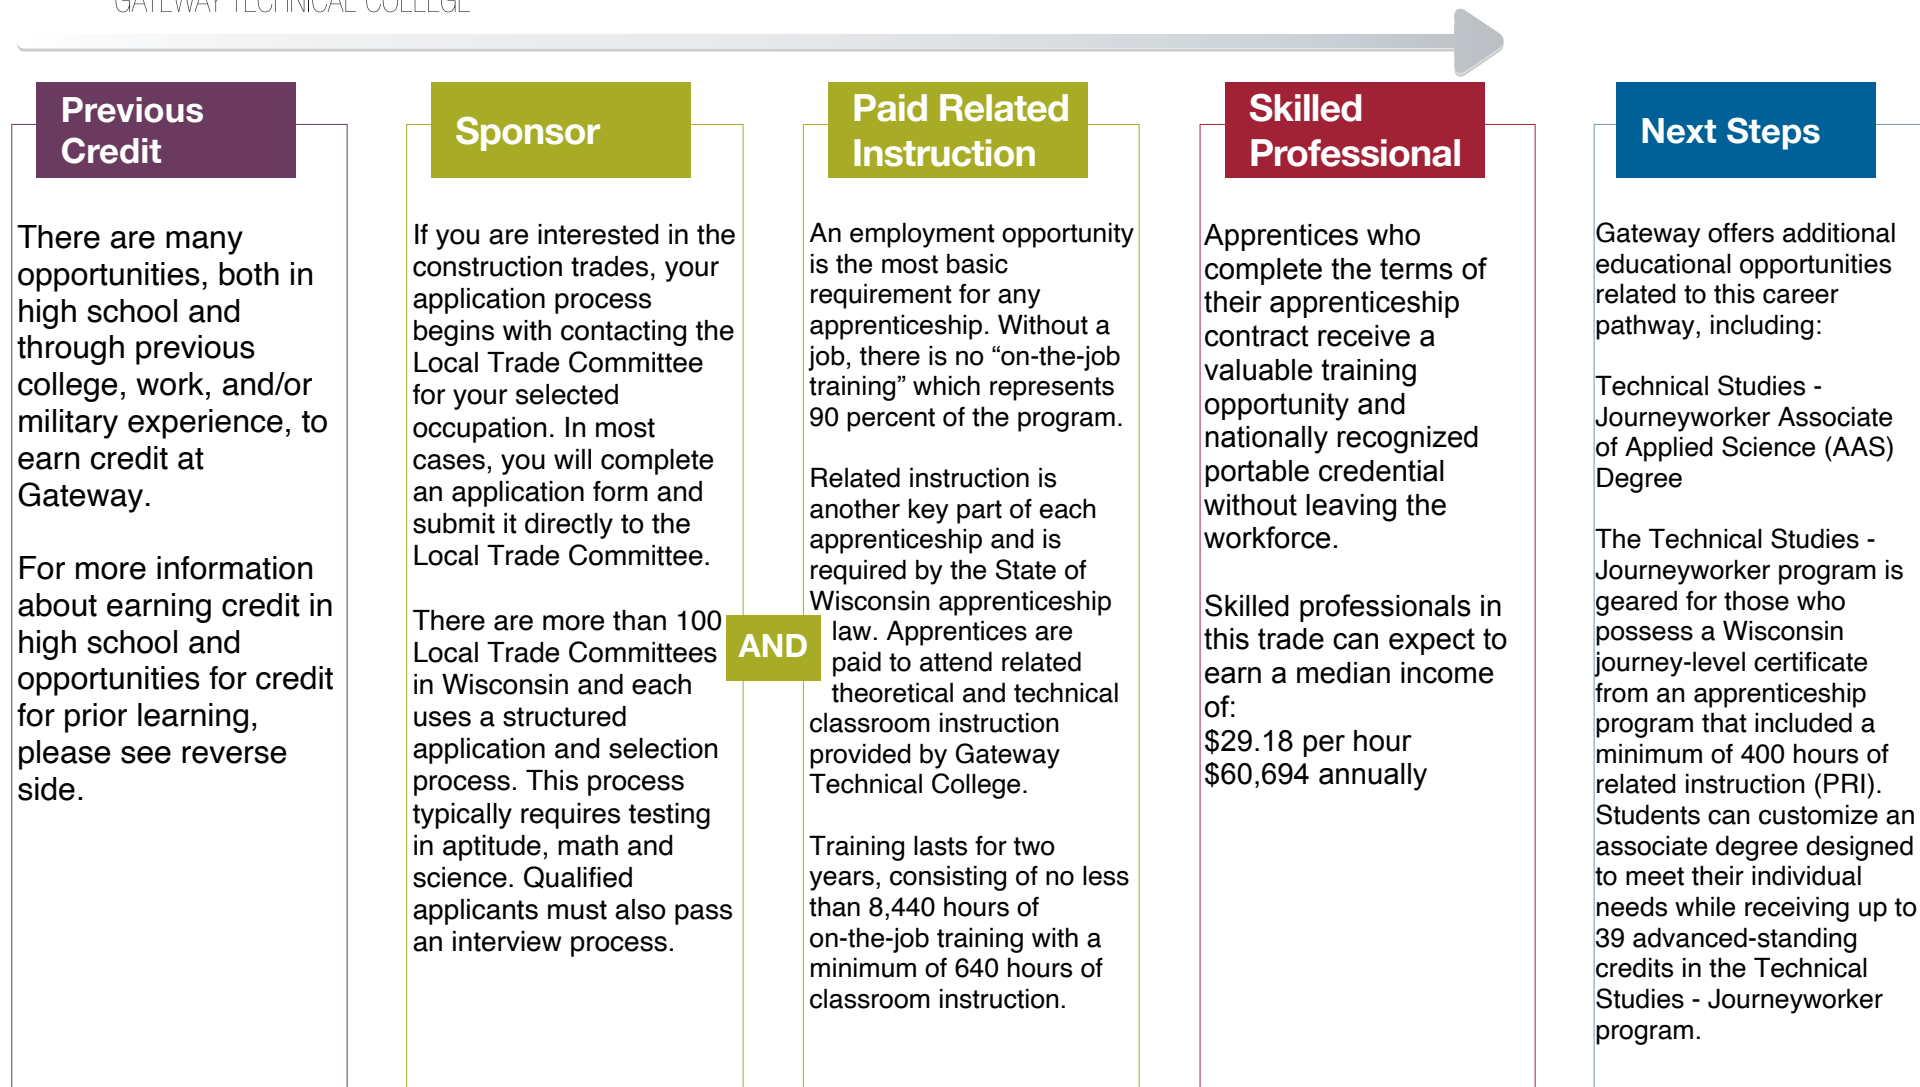 GATEWAY TECHNICAL COLLEGE
Previous
Credit
There are many
opportunities, both in
high school and
through previous
college, work, and/or
military experience, to
earn credit at
Gateway.
For more information
about earning credit in
high school and
opportunities for credit
for prior learning,
please see reverse
side.
Sponsor
If you are interested in the
construction trades, your
application process
begins with contacting the
Local Trade Committee
for your selected
occupation. In most
cases, you will complete
an application form and
submit it directly to the
Local Trade Committee.
There are more than 100
Local Trade Committees
in Wisconsin and each
uses a structured
application and selection
process. This process
typically requires testing
in aptitude, math and
science. Qualified
applicants must also pass
an interview process.
AND
Paid Related
Instruction
An employment opportunity
is the most basic
requirement for any
apprenticeship. Without a
job, there is no “on-the-job
training” which represents
90 percent of the program.
Related instruction is
another key part of each
apprenticeship and is
required by the State of
Wisconsin apprenticeship
law. Apprentices are
paid to attend related
theoretical and technical
classroom instruction
provided by Gateway
Technical College.
Training lasts for two
years, consisting of no less
than 8,440 hours of
on-the-job training with a
minimum of 640 hours of
classroom instruction.
Skilled
Professional
Apprentices who
complete the terms of
their apprenticeship
contract receive a
valuable training
opportunity and
nationally recognized
portable credential
without leaving the
workforce.
Skilled professionals in
this trade can expect to
earn a median income
of:
$29.18 per hour
$60,694 annually
Next Steps
Gateway offers additional
educational opportunities
related to this career
pathway, including:
Technical Studies -
Journeyworker Associate
of Applied Science (AAS)
Degree
The Technical Studies -
Journeyworker program is
geared for those who
possess a Wisconsin
journey-level certificate
from an apprenticeship
program that included a
minimum of 400 hours of
related instruction (PRI).
Students can customize an
associate degree designed
to meet their individual
needs while receiving up to
39 advanced-standing
credits in the Technical
Studies - Journeyworker
program.